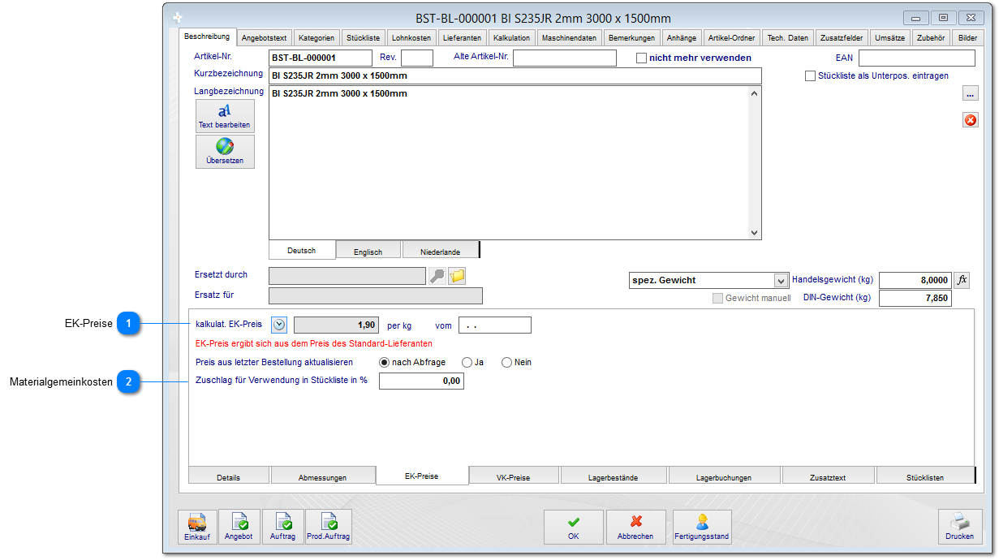 BST-BL-000001 BI S235JR 2mm 3000 x 1500mm
Beschreibung Angebotstext Kategorien Stückliste Lohnkosten Lieferanten Kalkulation Maschinendaten Bemerkungen Anhänge Artikel-Ordner Tech. Daten Zusatzfelder Umsätze Zubehör Bilder
Artikel-Nr. BST-BL-000001 Rev. Alte Artikel-Nr. nicht mehr verwenden EAN
Kurzbezeichnung BI S235JR 2mm 3000 x 1500mm Stückliste als Unterpos. eintragen
Langbezeichnung BI S235JR 2mm 3000 x 1500mm ...
Text bearbeiten
Übersetzen
Deutsch Englisch Niederlande
Ersetzt durch spez. Gewicht Handelsgewicht (kg) 8,0000 fx
Ersatz für Gewicht manuell DIN-Gewicht (kg) 7,850
EK-Preise 1 kalkulat. EK-Preis 1,90 per kg vom . .
EK-Preis ergibt sich aus dem Preis des Standard-Lieferanten
Preis aus letzter Bestellung aktualisieren nach Abfrage Ja Nein
Materialgemeinkosten 2 Zuschlag für Verwendung in Stückliste in % 0,00
Details Abmessungen EK-Preise VK-Preise Lagerbestände Lagerbuchungen Zusatztext Stücklisten
Einkauf Angebot Auftrag Prod.Auftrag OK Abbrechen Fertigungsstand Drucken